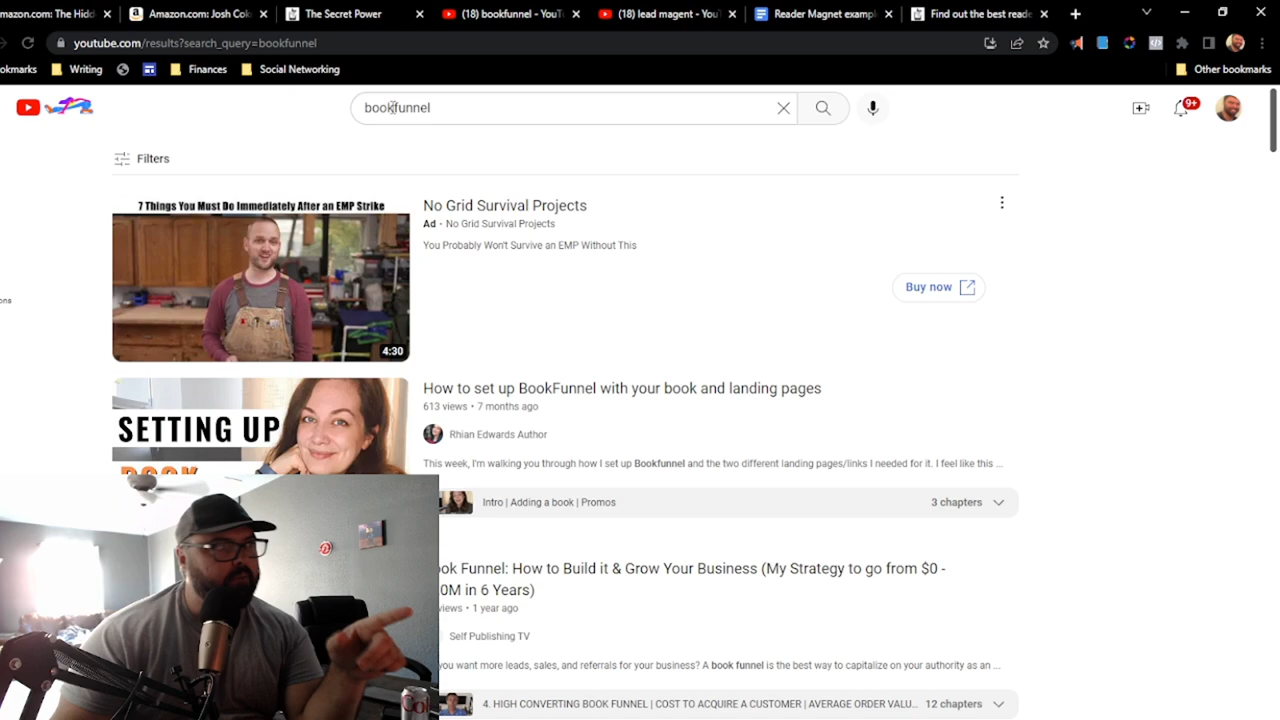 Amazon.com: The Hidd
Amazon.com: Josh Cok
The Secret Power
(18) bookfunnel - YouT
(18) lead magent - YouT
Reader Magnet exampl
Find out the best reade
youtube.com/results?search_query=bookfunnel
okmarks
Writing
Finances
Social Networking
Other bookmarks
bookfunnel
9+
Filters
7 Things You Must Do Immediately After an EMP Strike
4:30
No Grid Survival Projects
Ad • No Grid Survival Projects
You Probably Won't Survive an EMP Without This
Buy now
ons
SETTING UP
BOOK
How to set up BookFunnel with your book and landing pages
613 views • 7 months ago
Rhian Edwards Author
This week, I'm walking you through how I set up Bookfunnel and the two different landing pages/links I needed for it. I feel like this ...
Intro | Adding a book | Promos
3 chapters
ook Funnel: How to Build it & Grow Your Business (My Strategy to go from $0 -
0M in 6 Years)
views • 1 year ago
Self Publishing TV
you want more leads, sales, and referrals for your business? A book funnel is the best way to capitalize on your authority as an ...
4. HIGH CONVERTING BOOK FUNNEL | COST TO ACQUIRE A CUSTOMER | AVERAGE ORDER VALU...
12 chapters